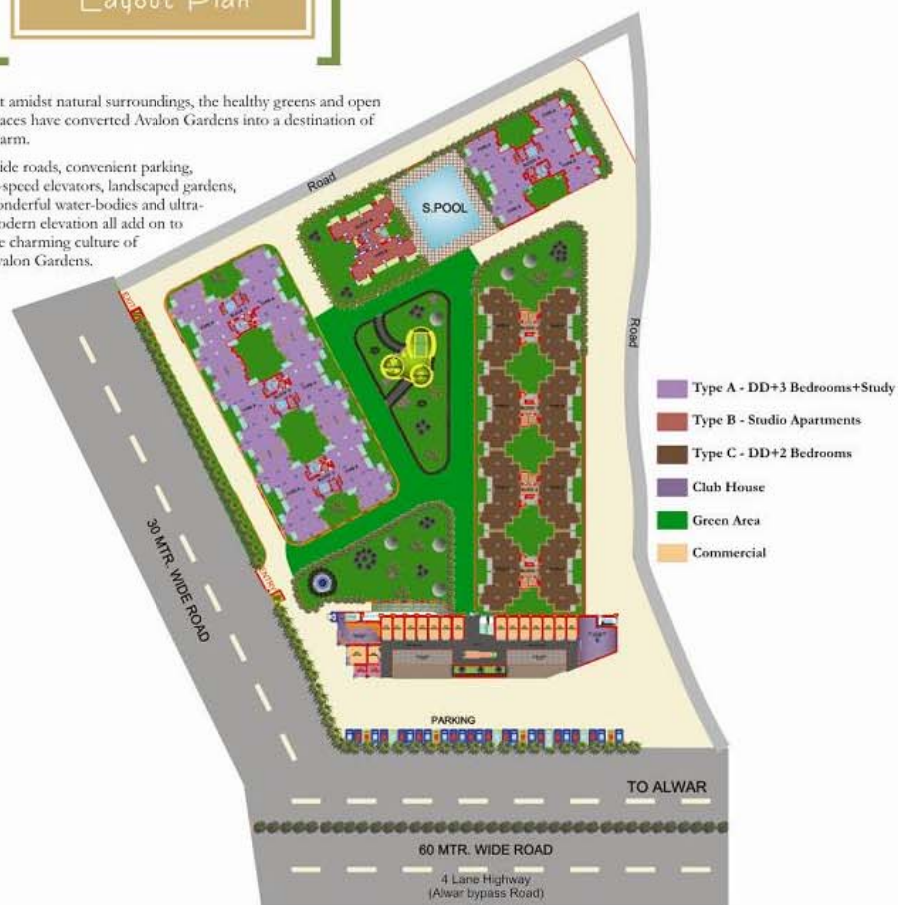 Layout Plan
t amidst natural surroundings, the healthy greens and open
aces have converted Avalon Gardens into a destination of
arm.
ide roads, convenient parking,
-speed elevators, landscaped gardens,
onderful water-bodies and ultra-
odern elevation all add on to
e charming culture of
valon Gardens.
Road
S.POOL
EXIT
Road
Type A - DD+3 Bedrooms+Study
Type B - Studio Apartments
Type C - DD+2 Bedrooms
Club House
Green Area
Commercial
30 MTR. WIDE ROAD
ENTRY
PARKING
TO ALWAR
60 MTR. WIDE ROAD
4 Lane Highway
(Alwar bypass Road)